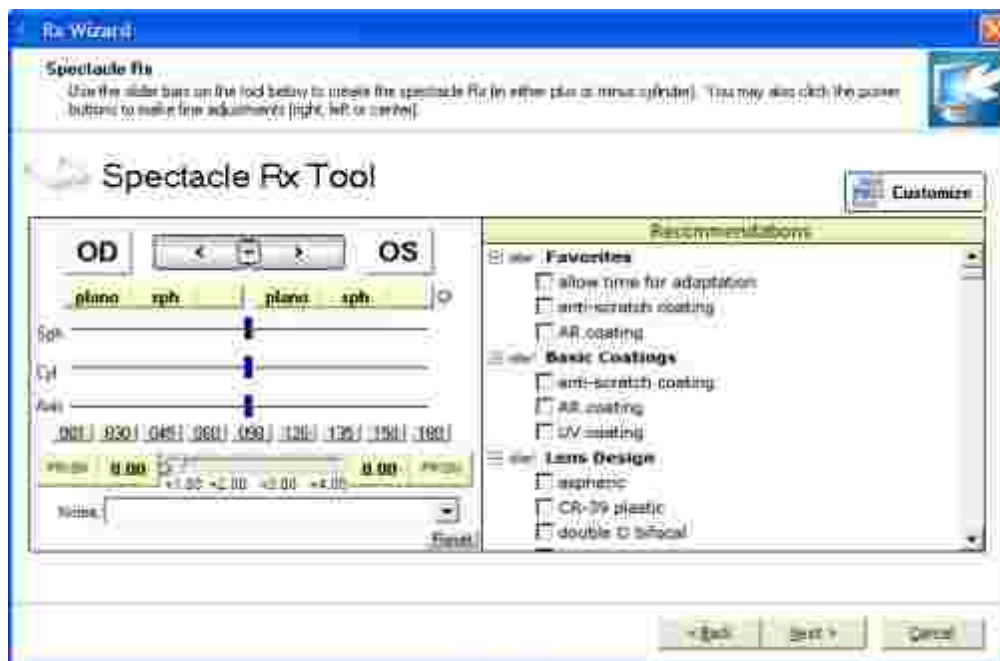 Rx Wizard
Spectacle Rx
Use the slider bars on the tool below to create the spectacle Rx (in either plus or minus cylinder). You may also click the pointer
buttons to make fine adjustments (right, left or center).
Spectacle Rx Tool
Customize
OD < > OS
plano sph plano sph
Sph
Cyl
Axis
001 030 045 060 090 120 135 150 180
0.00 0.00
+1.00 +2.00 +3.00 +4.00
Notes:
Reset
Recommendations
Favorites
allow time for adaptation
anti-scratch coating
AR coating
Basic Coatings
anti-scratch coating
AR coating
UV coating
Lens Design
aspheric
CR-39 plastic
double D bifocal
< Back
Next >
Cancel